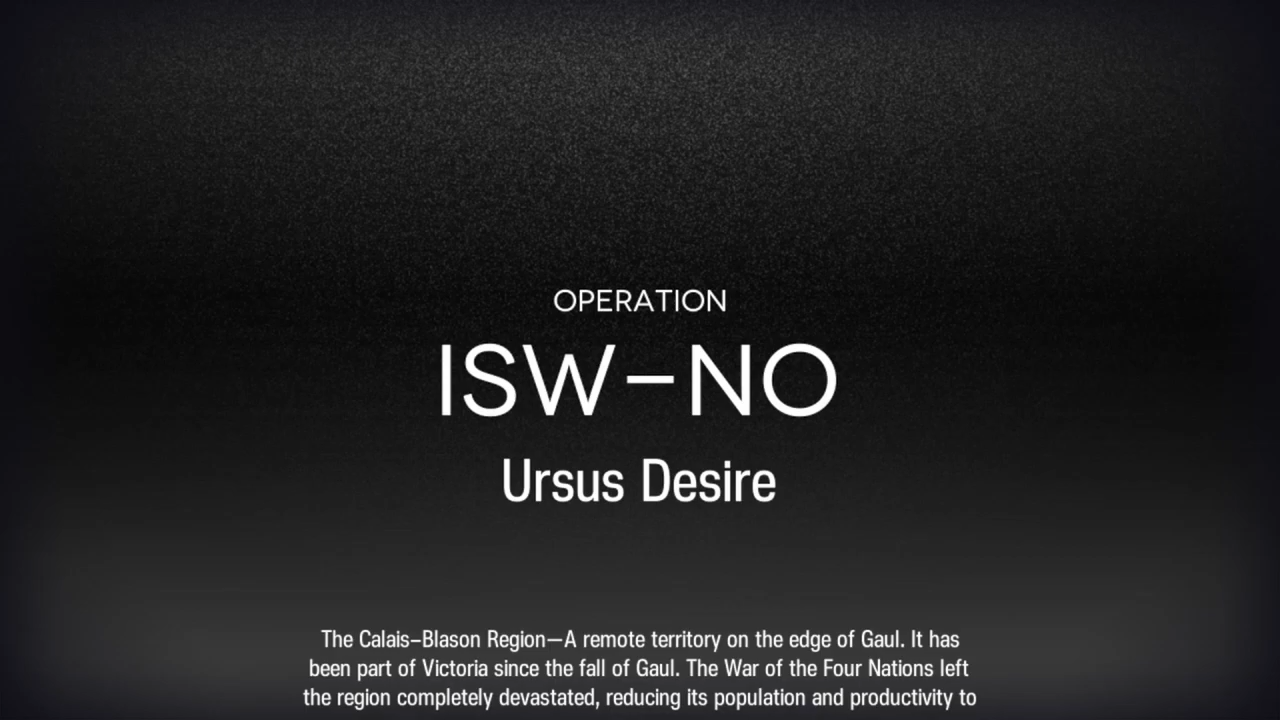 OPERATION
ISW-NO
Ursus Desire
The Calais-Blason Region—A remote territory on the edge of Gaul. It has
been part of Victoria since the fall of Gaul. The War of the Four Nations left
the region completely devastated, reducing its population and productivity to